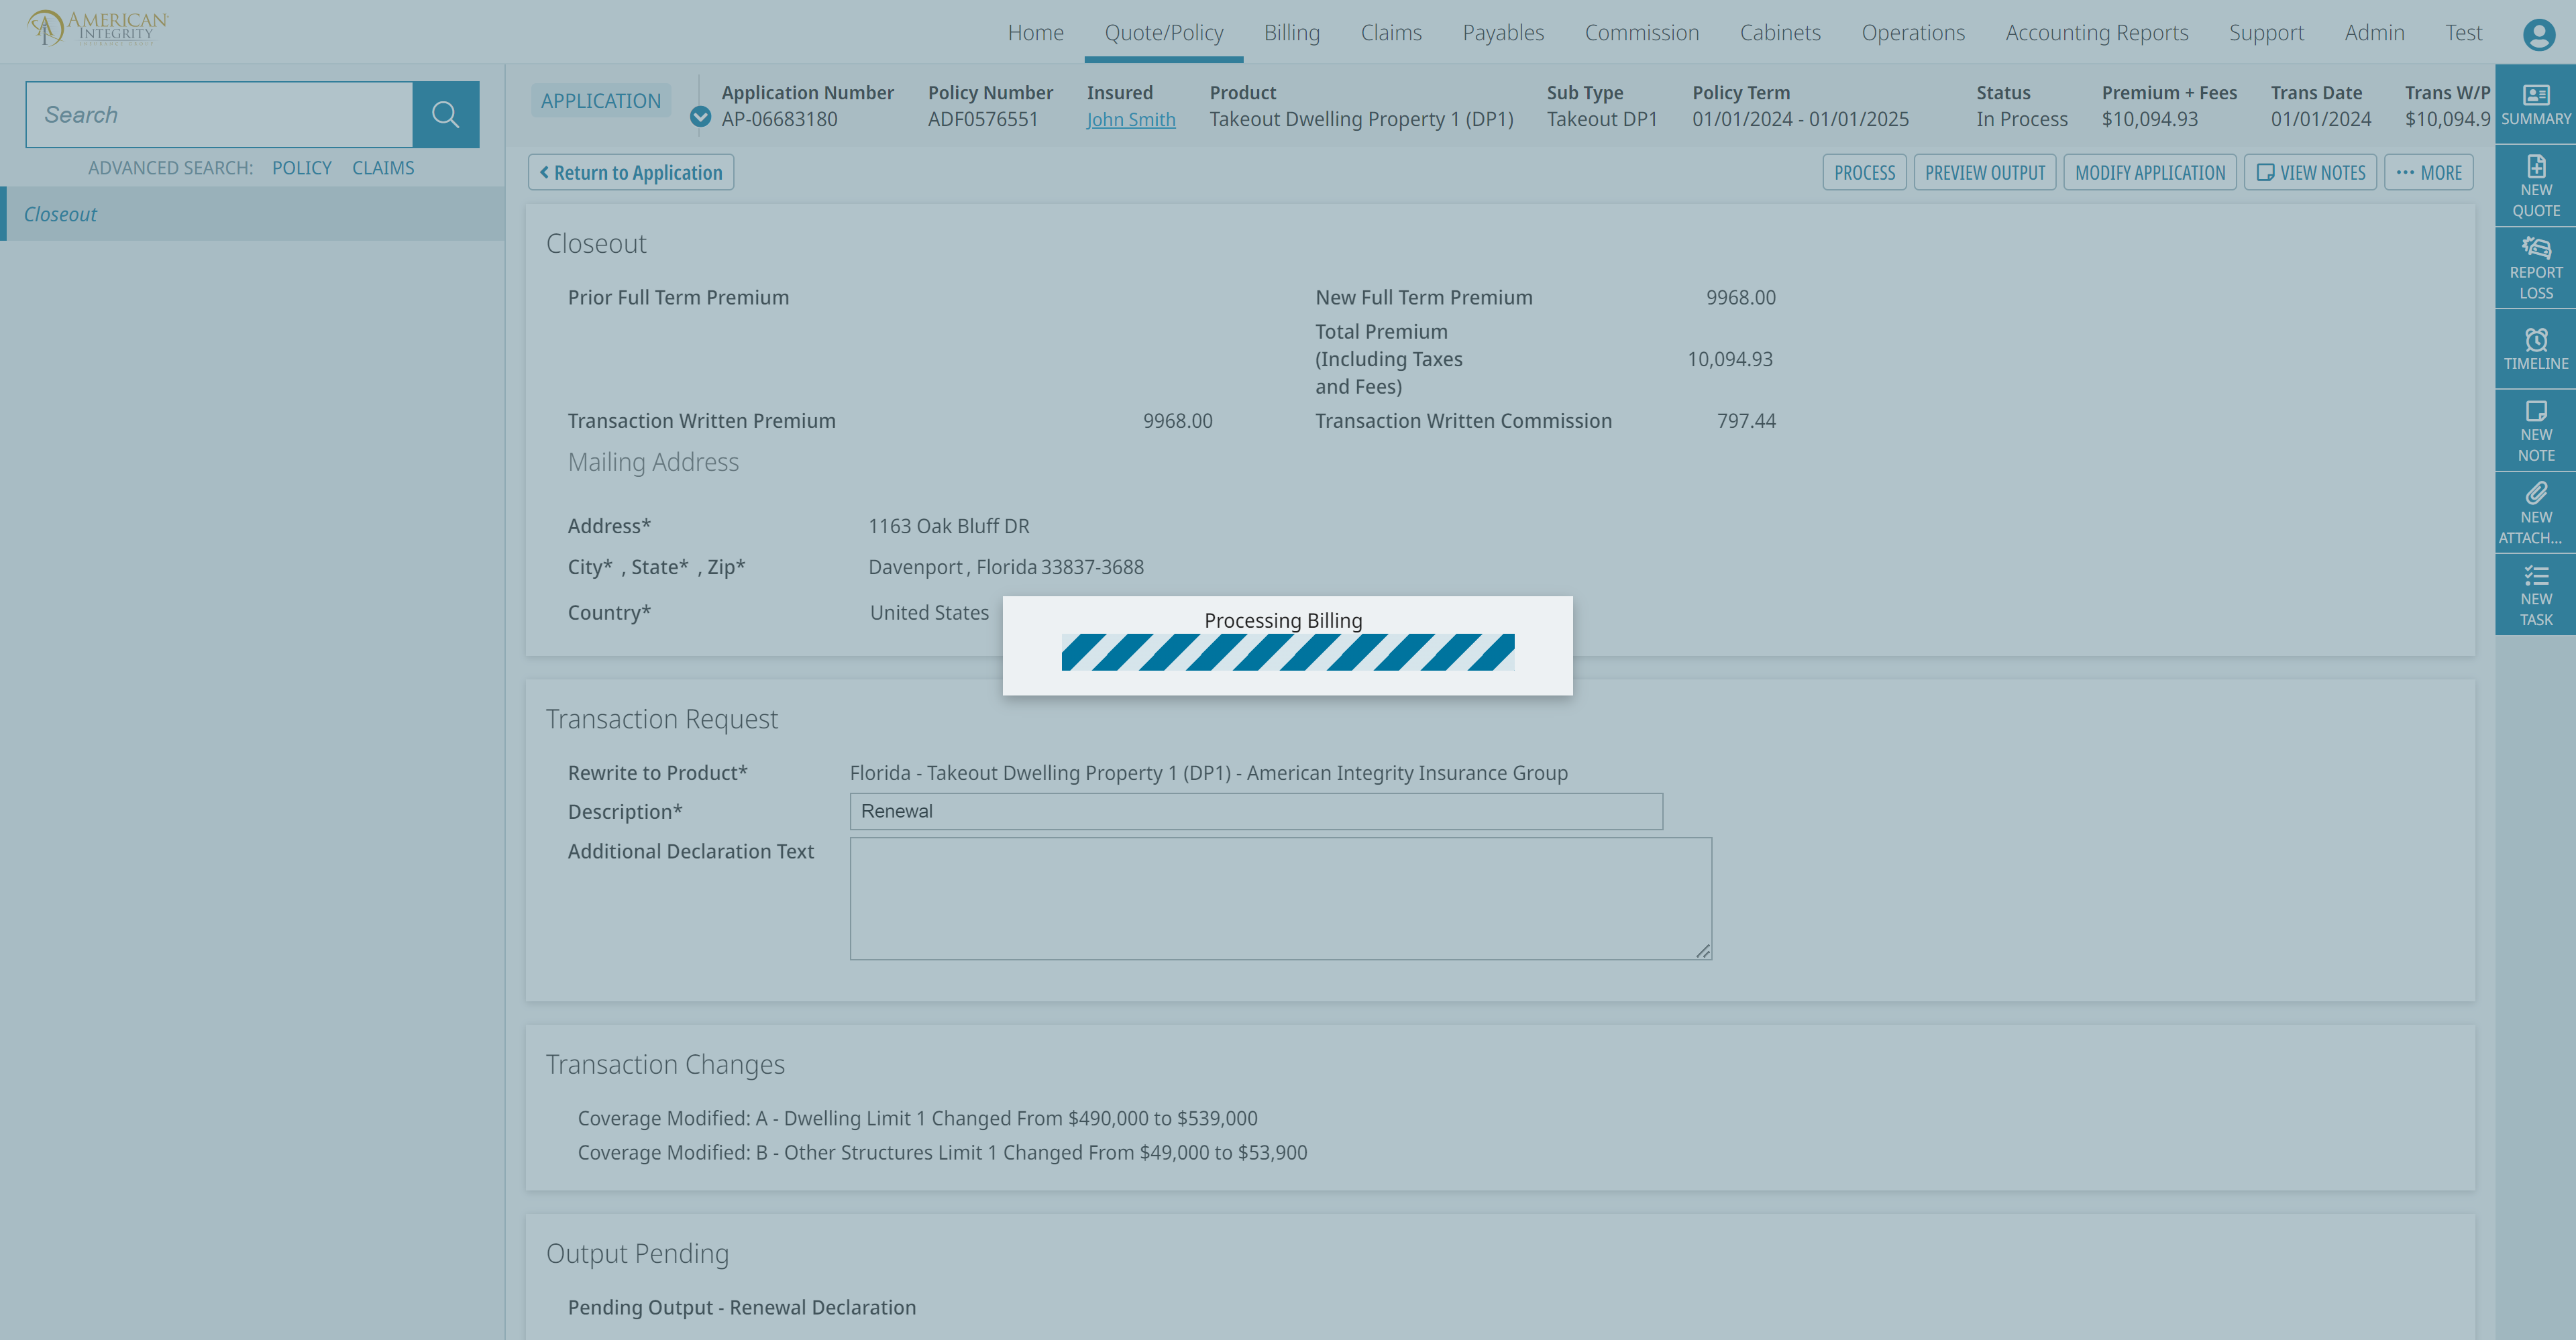 AMERICAN
INTEGRITY
Home Quote/Policy Billing Claims Payables Commission Cabinets Operations Accounting Reports Support Admin Test
Search
ADVANCED SEARCH: POLICY CLAIMS
Closeout
APPLICATION
Application Number Policy Number Insured Product Sub Type Policy Term Status Premium + Fees Trans Date Trans W/P
AP-06683180 ADF0576551 John Smith Takeout Dwelling Property 1 (DP1) Takeout DP1 01/01/2024 - 01/01/2025 In Process $10,094.93 01/01/2024 $10,094.9
Return to Application PROCESS PREVIEW OUTPUT MODIFY APPLICATION VIEW NOTES ••• MORE
SUMMARY
NEW
QUOTE
REPORT
LOSS
TIMELINE
NEW
NOTE
NEW
ATTACH...
NEW
TASK
Closeout
Prior Full Term Premium New Full Term Premium 9968.00
Total Premium
(Including Taxes 10,094.93
and Fees)
Transaction Written Premium 9968.00 Transaction Written Commission 797.44
Mailing Address
Address* 1163 Oak Bluff DR
City* , State* , Zip* Davenport , Florida 33837-3688
Country* United States
Processing Billing
Transaction Request
Rewrite to Product* Florida - Takeout Dwelling Property 1 (DP1) - American Integrity Insurance Group
Description* Renewal
Additional Declaration Text
Transaction Changes
Coverage Modified: A - Dwelling Limit 1 Changed From $490,000 to $539,000
Coverage Modified: B - Other Structures Limit 1 Changed From $49,000 to $53,900
Output Pending
Pending Output - Renewal Declaration